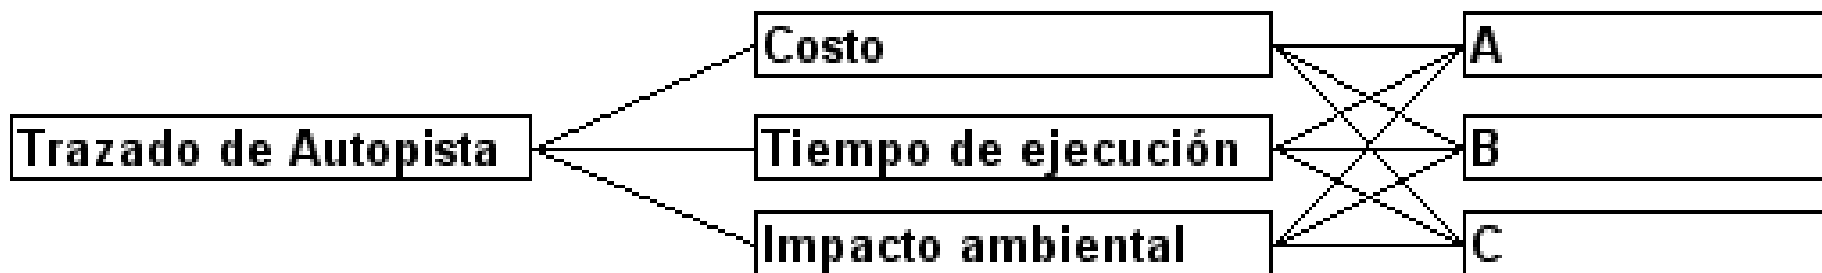 Trazado de Autopista
Costo
Tiempo de ejecución
Impacto ambiental
A
B
C